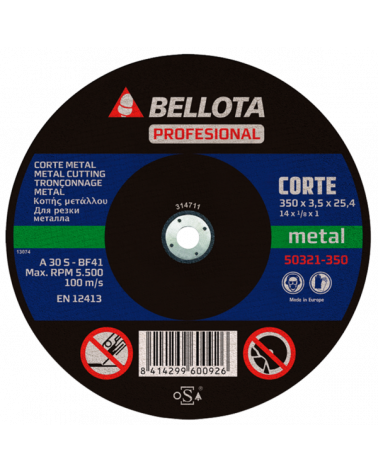 BELLOTA
PROFESIONAL
CORTE METAL
METAL CUTTING
TRONÇONNAGE
METAL
Κοπής μετάλλου
Для резки
металла
13074
A 30 S - BF41
Max. RPM 5.500
100 m/s
EN 12413
314711
CORTE
350 x 3,5 x 25,4
14 x 1/8 x 1
metal
50321-350
Made in Europe
8 414299 600926
oSA